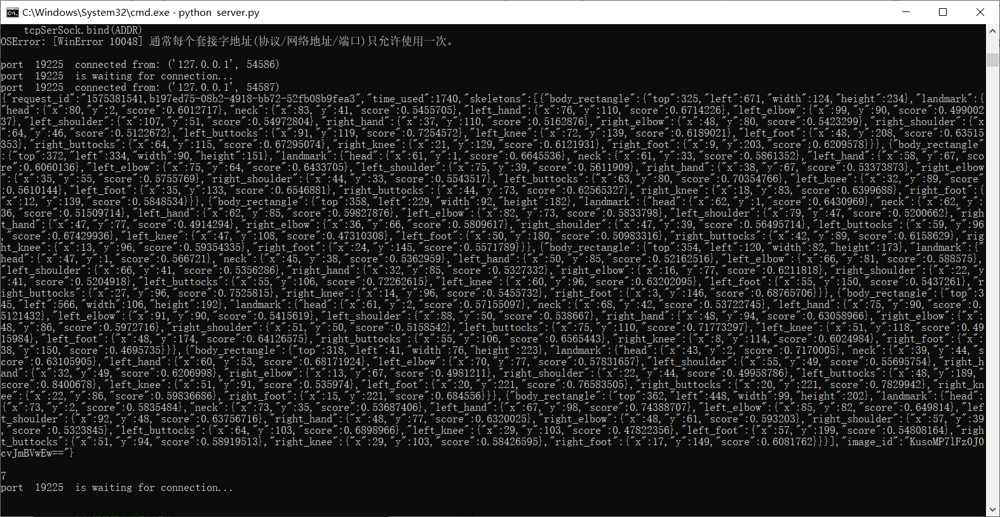 C:\Windows\System32\cmd.exe - python  server.py
    tcpSerSock.bind(ADDR)
OSError: [WinError 10048] 通常每个套接字地址(协议/网络地址/端口)只允许使用一次。
port  19225  connected from: ('127.0.0.1', 54586)
port  19225  is waiting for connection...
port  19225  connected from: ('127.0.0.1', 54587)
{"request_id":"1575381541,b197ed75-08b2-4918-bb72-52fb08b9fea3","time_used":1740,"skeletons":[{"body_rectangle":{"top":325,"left":671,"width":124,"height":234},"landmark":{
"head":{"x":80,"y":2,"score":0.6012717},"neck":{"x":83,"y":41,"score":0.5455705},"left_hand":{"x":76,"y":110,"score":0.6714226},"left_elbow":{"x":99,"y":90,"score":0.499002
37},"left_shoulder":{"x":107,"y":51,"score":0.54972804},"right_hand":{"x":37,"y":110,"score":0.5162876},"right_elbow":{"x":48,"y":80,"score":0.5423299},"right_shoulder":{"x
":64,"y":46,"score":0.5122672},"left_buttocks":{"x":91,"y":119,"score":0.7254572},"left_knee":{"x":72,"y":139,"score":0.6189021},"left_foot":{"x":48,"y":208,"score":0.63515
353},"right_buttocks":{"x":64,"y":115,"score":0.67295074},"right_knee":{"x":21,"y":129,"score":0.6121931},"right_foot":{"x":9,"y":203,"score":0.6209578}}},{"body_rectangle"
:{"top":372,"left":334,"width":90,"height":151},"landmark":{"head":{"x":61,"y":1,"score":0.6645536},"neck":{"x":61,"y":33,"score":0.5861352},"left_hand":{"x":58,"y":67,"sco
re":0.6060136},"left_elbow":{"x":75,"y":64,"score":0.6433705},"left_shoulder":{"x":75,"y":39,"score":0.5611909},"right_hand":{"x":38,"y":67,"score":0.53373873},"right_elbow
":{"x":35,"y":55,"score":0.5755769},"right_shoulder":{"x":44,"y":33,"score":0.5543517},"left_buttocks":{"x":63,"y":80,"score":0.70354766},"left_knee":{"x":32,"y":89,"score"
:0.5610144},"left_foot":{"x":35,"y":133,"score":0.6546881},"right_buttocks":{"x":44,"y":73,"score":0.62565327},"right_knee":{"x":18,"y":83,"score":0.6399688},"right_foot":{
"x":12,"y":139,"score":0.5848534}}},{"body_rectangle":{"top":358,"left":229,"width":92,"height":182},"landmark":{"head":{"x":62,"y":1,"score":0.6430969},"neck":{"x":62,"y":
36,"score":0.51509714},"left_hand":{"x":62,"y":85,"score":0.59827876},"left_elbow":{"x":82,"y":73,"score":0.5833798},"left_shoulder":{"x":79,"y":47,"score":0.5200662},"righ
t_hand":{"x":47,"y":77,"score":0.4914294},"right_elbow":{"x":36,"y":66,"score":0.5809617},"right_shoulder":{"x":47,"y":39,"score":0.56495714},"left_buttocks":{"x":59,"y":96
,"score":0.67429936},"left_knee":{"x":47,"y":108,"score":0.47310308},"left_foot":{"x":50,"y":180,"score":0.50983316},"right_buttocks":{"x":42,"y":89,"score":0.6158629},"rig
ht_knee":{"x":13,"y":96,"score":0.59354335},"right_foot":{"x":24,"y":145,"score":0.5571789}}},{"body_rectangle":{"top":354,"left":120,"width":82,"height":173},"landmark":{"
head":{"x":47,"y":1,"score":0.566721},"neck":{"x":45,"y":38,"score":0.5362959},"left_hand":{"x":50,"y":85,"score":0.52162516},"left_elbow":{"x":66,"y":81,"score":0.588575},
"left_shoulder":{"x":66,"y":41,"score":0.5356286},"right_hand":{"x":32,"y":85,"score":0.5327332},"right_elbow":{"x":16,"y":77,"score":0.6211818},"right_shoulder":{"x":22,"y
":41,"score":0.5204918},"left_buttocks":{"x":55,"y":106,"score":0.72262615},"left_knee":{"x":60,"y":96,"score":0.63202095},"left_foot":{"x":55,"y":150,"score":0.5437261},"r
ight_buttocks":{"x":27,"y":96,"score":0.7525815},"right_knee":{"x":14,"y":96,"score":0.5455732},"right_foot":{"x":3,"y":146,"score":0.68765706}}},{"body_rectangle":{"top":3
45,"left":566,"width":106,"height":192},"landmark":{"head":{"x":61,"y":2,"score":0.57155097},"neck":{"x":68,"y":42,"score":0.53722745},"left_hand":{"x":75,"y":90,"score":0.
5121432},"left_elbow":{"x":91,"y":90,"score":0.5415619},"left_shoulder":{"x":88,"y":50,"score":0.538667},"right_hand":{"x":48,"y":94,"score":0.63058966},"right_elbow":{"x":
48,"y":86,"score":0.5972716},"right_shoulder":{"x":51,"y":50,"score":0.5158542},"left_buttocks":{"x":75,"y":110,"score":0.71773297},"left_knee":{"x":51,"y":118,"score":0.49
15984},"left_foot":{"x":48,"y":174,"score":0.64126575},"right_buttocks":{"x":55,"y":106,"score":0.6565443},"right_knee":{"x":8,"y":114,"score":0.6024984},"right_foot":{"x":
38,"y":150,"score":0.4695735}}},{"body_rectangle":{"top":318,"left":41,"width":76,"height":223},"landmark":{"head":{"x":43,"y":2,"score":0.7170005},"neck":{"x":39,"y":44,"s
core":0.63105905},"left_hand":{"x":60,"y":53,"score":0.68171924},"left_elbow":{"x":70,"y":77,"score":0.57831657},"left_shoulder":{"x":55,"y":49,"score":0.55695754},"right_h
and":{"x":32,"y":49,"score":0.6206998},"right_elbow":{"x":13,"y":67,"score":0.4981211},"right_shoulder":{"x":22,"y":44,"score":0.49958786},"left_buttocks":{"x":48,"y":189,"
score":0.8400678},"left_knee":{"x":51,"y":91,"score":0.535974},"left_foot":{"x":20,"y":221,"score":0.76583505},"right_buttocks":{"x":20,"y":221,"score":0.7829942},"right_kn
ee":{"x":22,"y":86,"score":0.59836686},"right_foot":{"x":15,"y":221,"score":0.684556}}},{"body_rectangle":{"top":362,"left":448,"width":99,"height":202},"landmark":{"head":
{"x":73,"y":2,"score":0.5835484},"neck":{"x":73,"y":35,"score":0.53687406},"left_hand":{"x":67,"y":98,"score":0.74388707},"left_elbow":{"x":85,"y":82,"score":0.649814},"lef
t_shoulder":{"x":92,"y":48,"score":0.63756716},"right_hand":{"x":48,"y":77,"score":0.6320025},"right_elbow":{"x":48,"y":61,"score":0.593203},"right_shoulder":{"x":57,"y":39
,"score":0.5323845},"left_buttocks":{"x":64,"y":103,"score":0.6898966},"left_knee":{"x":29,"y":103,"score":0.47822356},"left_foot":{"x":57,"y":199,"score":0.54808164},"righ
t_buttocks":{"x":51,"y":94,"score":0.58919513},"right_knee":{"x":29,"y":103,"score":0.58426595},"right_foot":{"x":17,"y":149,"score":0.6081762}}}],"image_id":"KusoMP7lFz0J0
cvJmBVwEw=="}
7
port  19225  is waiting for connection...